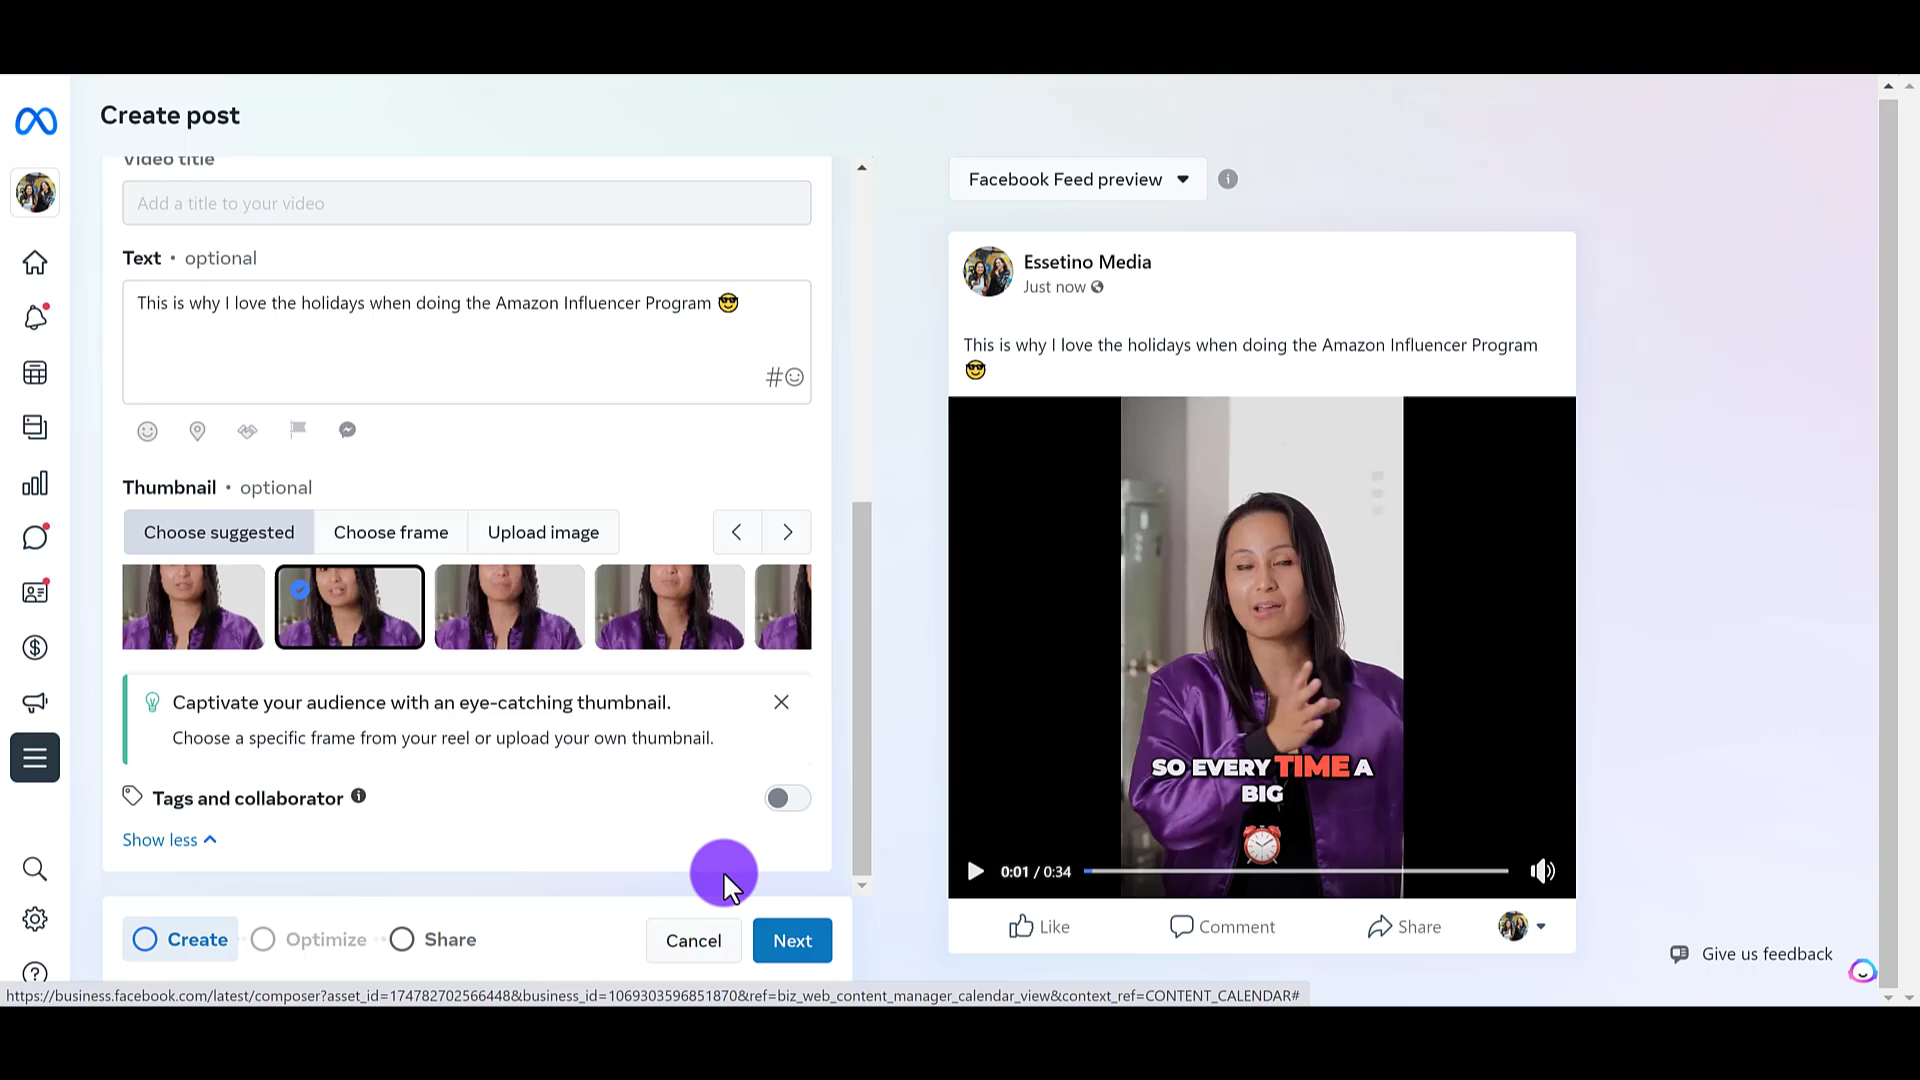 Create post
Video title
Add a title to your video
Text • optional
This is why I love the holidays when doing the Amazon Influencer Program 😎
#
Thumbnail • optional
Choose suggested
Choose frame
Upload image
Captivate your audience with an eye-catching thumbnail.
Choose a specific frame from your reel or upload your own thumbnail.
Tags and collaborator
Show less
Create
Optimize
Share
Cancel
Next
Facebook Feed preview
Essetino Media
Just now
This is why I love the holidays when doing the Amazon Influencer Program
😎
SO EVERY TIME A
BIG
0:01 / 0:34
Like
Comment
Share
Give us feedback
https://business.facebook.com/latest/composer?asset_id=1747827025664488&business_id=1069303596851870&ref=biz_web_content_manager_calendar_view&context_ref=CONTENT_CALENDAR#